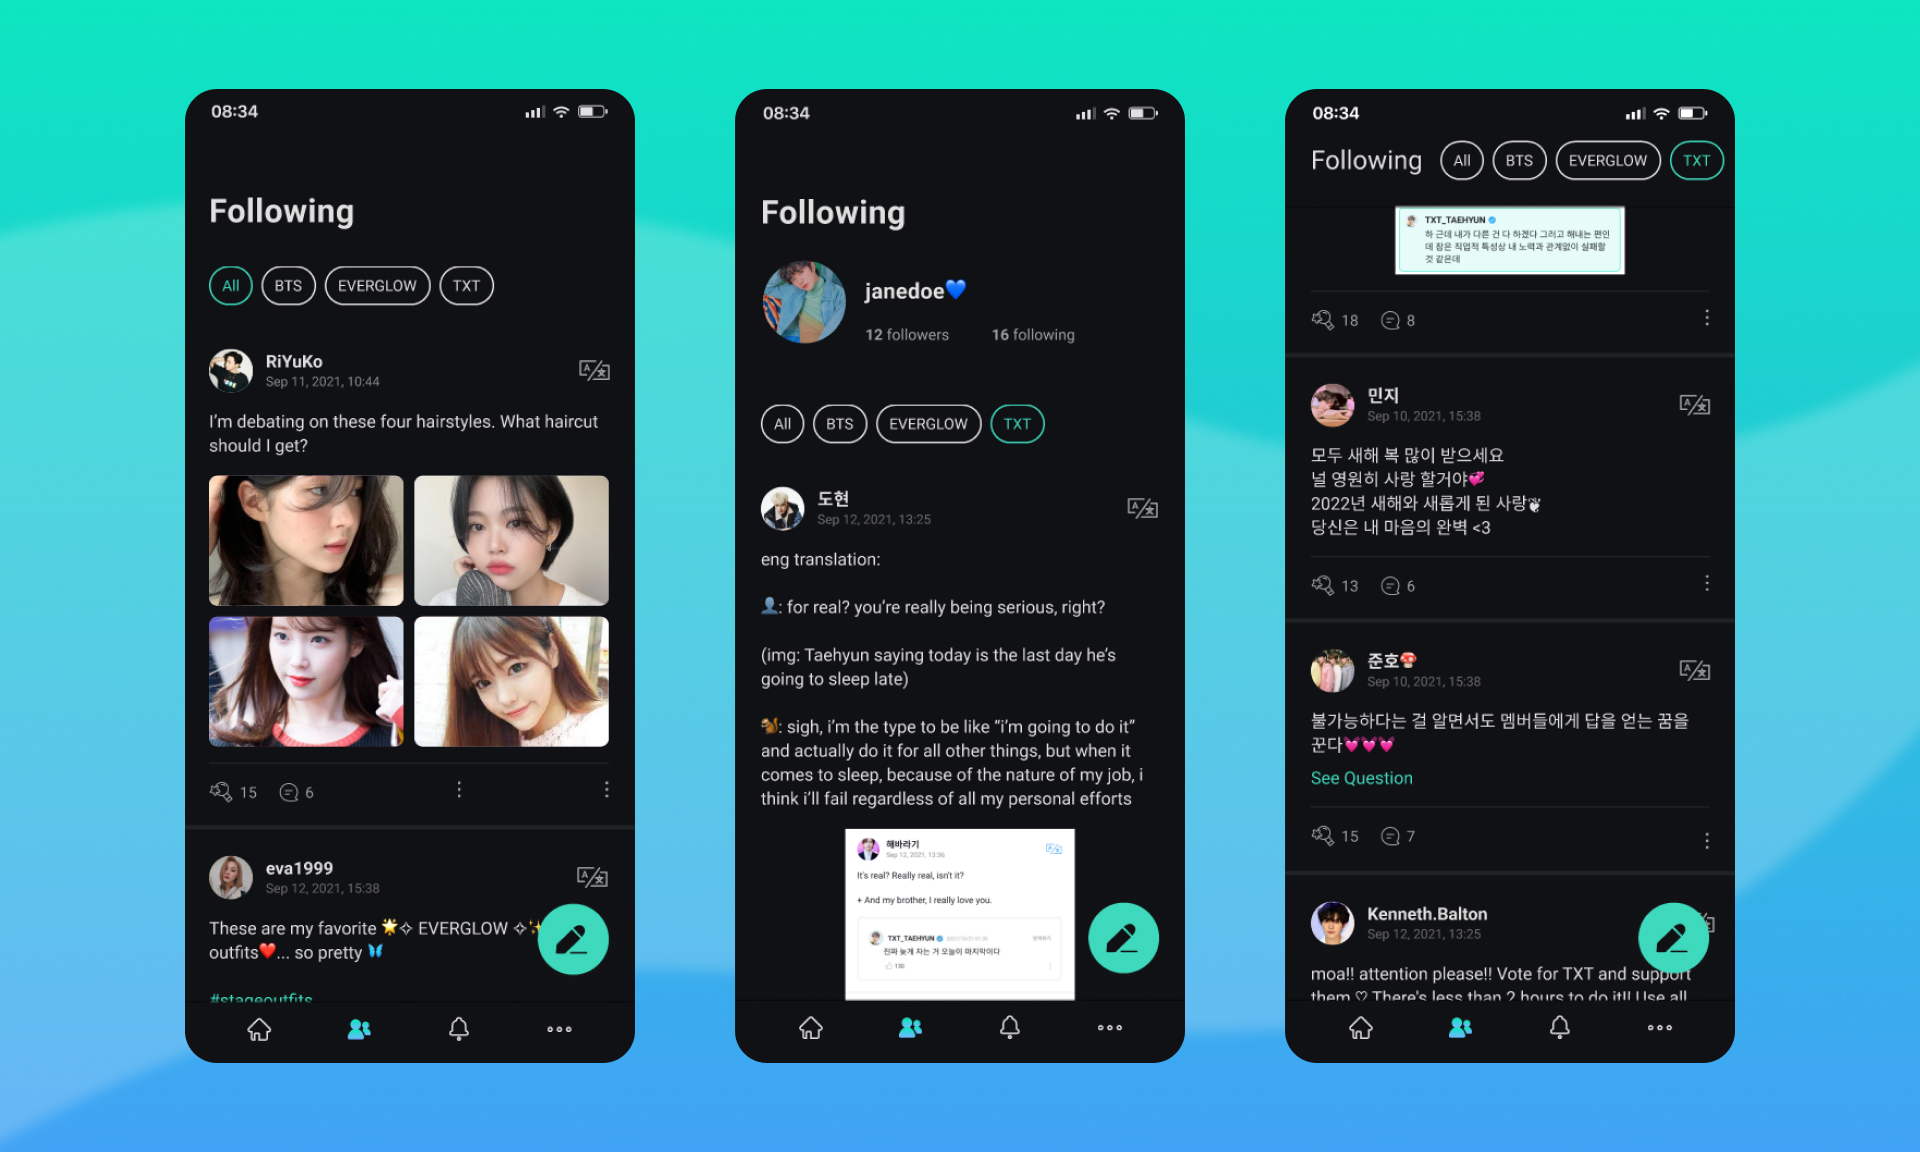 08:34
Following
All BTS EVERGLOW TXT
RiYuKo
Sep 11, 2021, 10:44
I'm debating on these four hairstyles. What haircut
should I get?
15 6
eva1999
Sep 12, 2021, 15:38
These are my favorite 🌟✧ EVERGLOW ✧✨
outfits❤️... so pretty 🦋
#stageoutfits
08:34
Following
janedoe💙
12 followers 16 following
All BTS EVERGLOW TXT
도현
Sep 12, 2021, 13:25
eng translation:
👤: for real? you're really being serious, right?
(img: Taehyun saying today is the last day he's
going to sleep late)
🐿️: sigh, i'm the type to be like “i'm going to do it”
and actually do it for all other things, but when it
comes to sleep, because of the nature of my job, i
think i'll fail regardless of all my personal efforts
해바라기
Sep 12, 2021, 13:36
It's real? Really real, isn't it?
+ And my brother, I really love you.
TXT_TAEHYUN
진짜 늦게 자는 거 오늘이 마지막이다
130
08:34
Following All BTS EVERGLOW TXT
TXT_TAEHYUN
하 근데 내가 다른 건 다 하겠다 그러고 해내는 편인
데 잠은 직업적 특성상 내 노력과 관계없이 실패할
것 같은데
18 8
민지
Sep 10, 2021, 15:38
모두 새해 복 많이 받으세요
널 영원히 사랑 할거야💞
2022년 새해와 새롭게 된 사랑❦
당신은 내 마음의 완벽 <3
13 6
준호🍄
Sep 10, 2021, 15:38
불가능하다는 걸 알면서도 멤버들에게 답을 얻는 꿈을
꾼다💓💓💓
See Question
15 7
Kenneth.Balton
Sep 12, 2021, 13:25
moa!! attention please!! Vote for TXT and support
them ♡ There's less than 2 hours to do it!! Use all